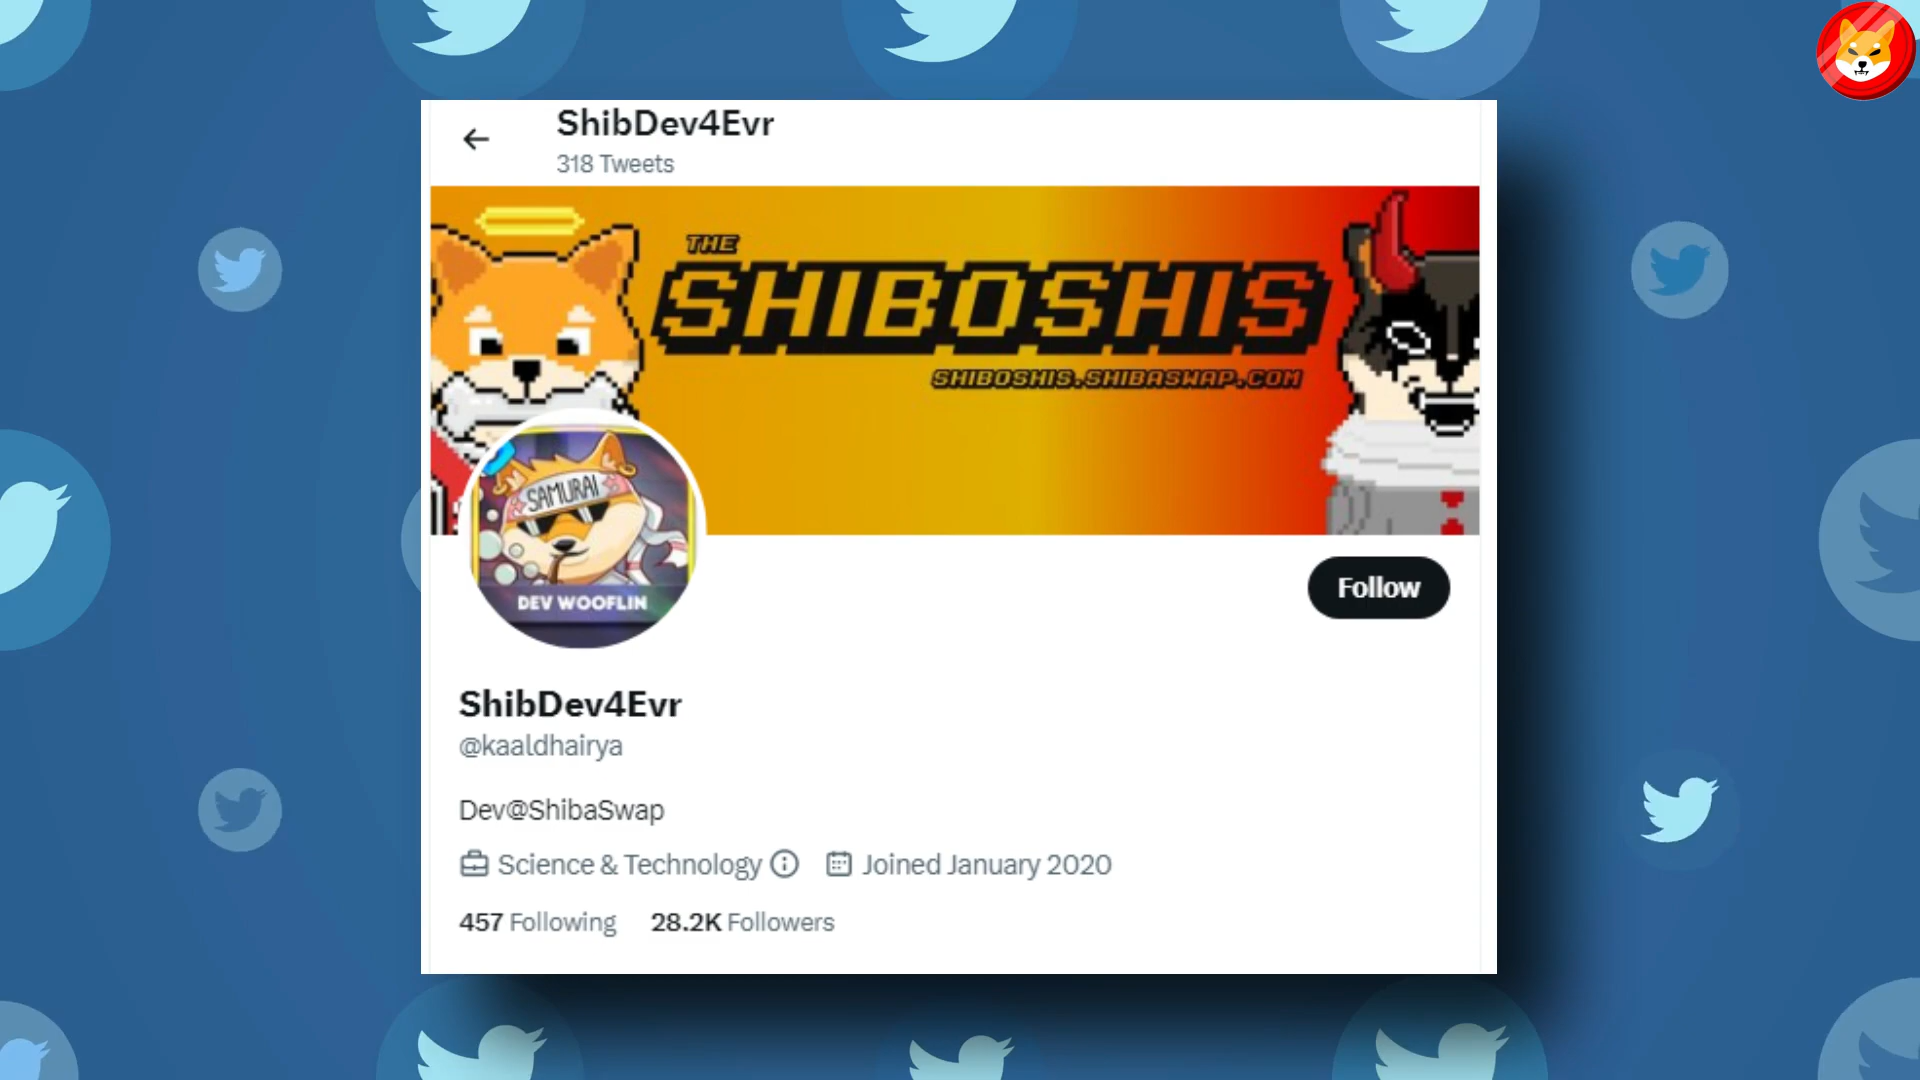 ShibDev4Evr
318 Tweets
THE
SHIBOSHIS
SHIBOSHIS.SHIBASWAP.COM
SAMURAI
DEV WOOFLIN
Follow
ShibDev4Evr
@kaaldhairya
Dev@ShibaSwap
Science & Technology Joined January 2020
457 Following 28.2K Followers